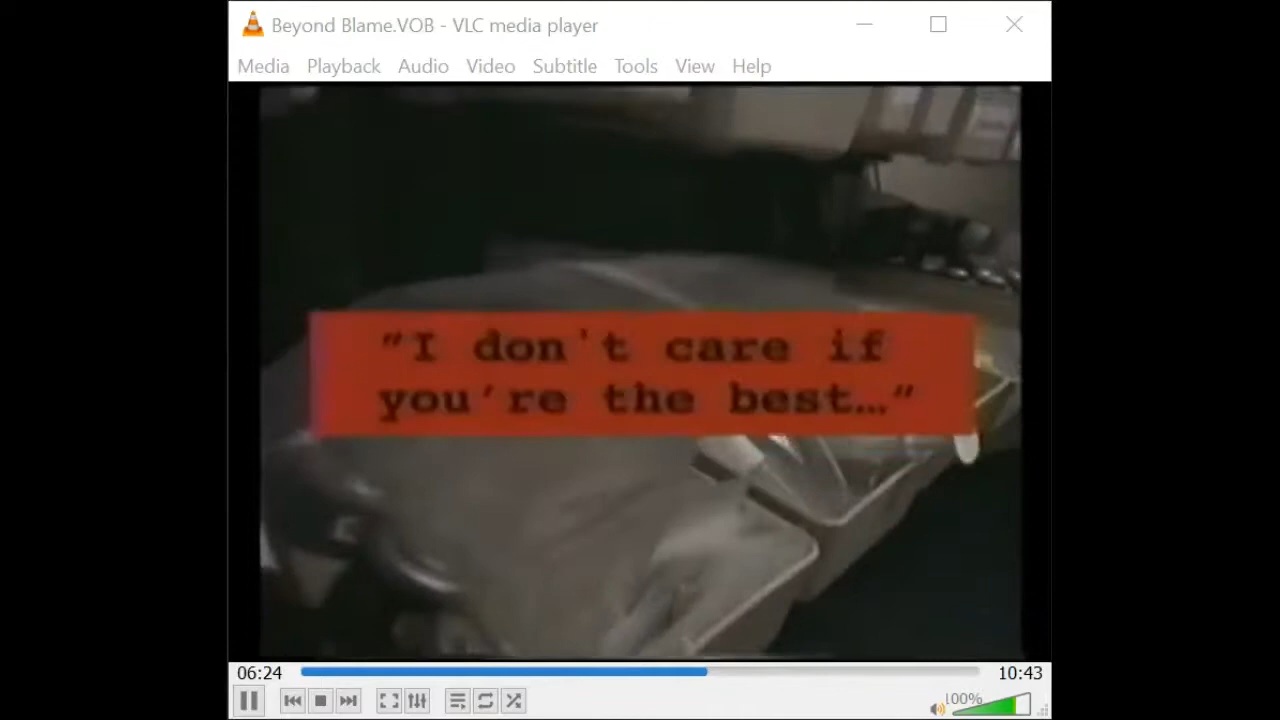 Beyond Blame.VOB - VLC media player
Media Playback Audio Video Subtitle Tools View Help
"I don't care if
you're the best…"
06:24 10:43
100%